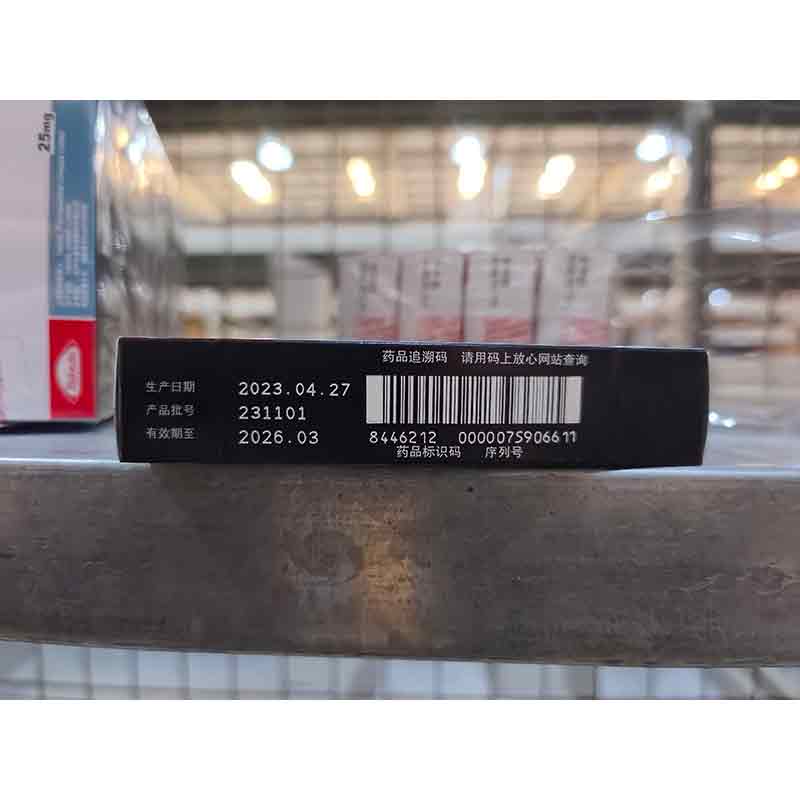 25mg
药品追溯码 请用码上放心网站查询
生产日期 2023.04.27
产品批号 231101
有效期至 2026.03
8446212 0000075906611
药品标识码 序列号